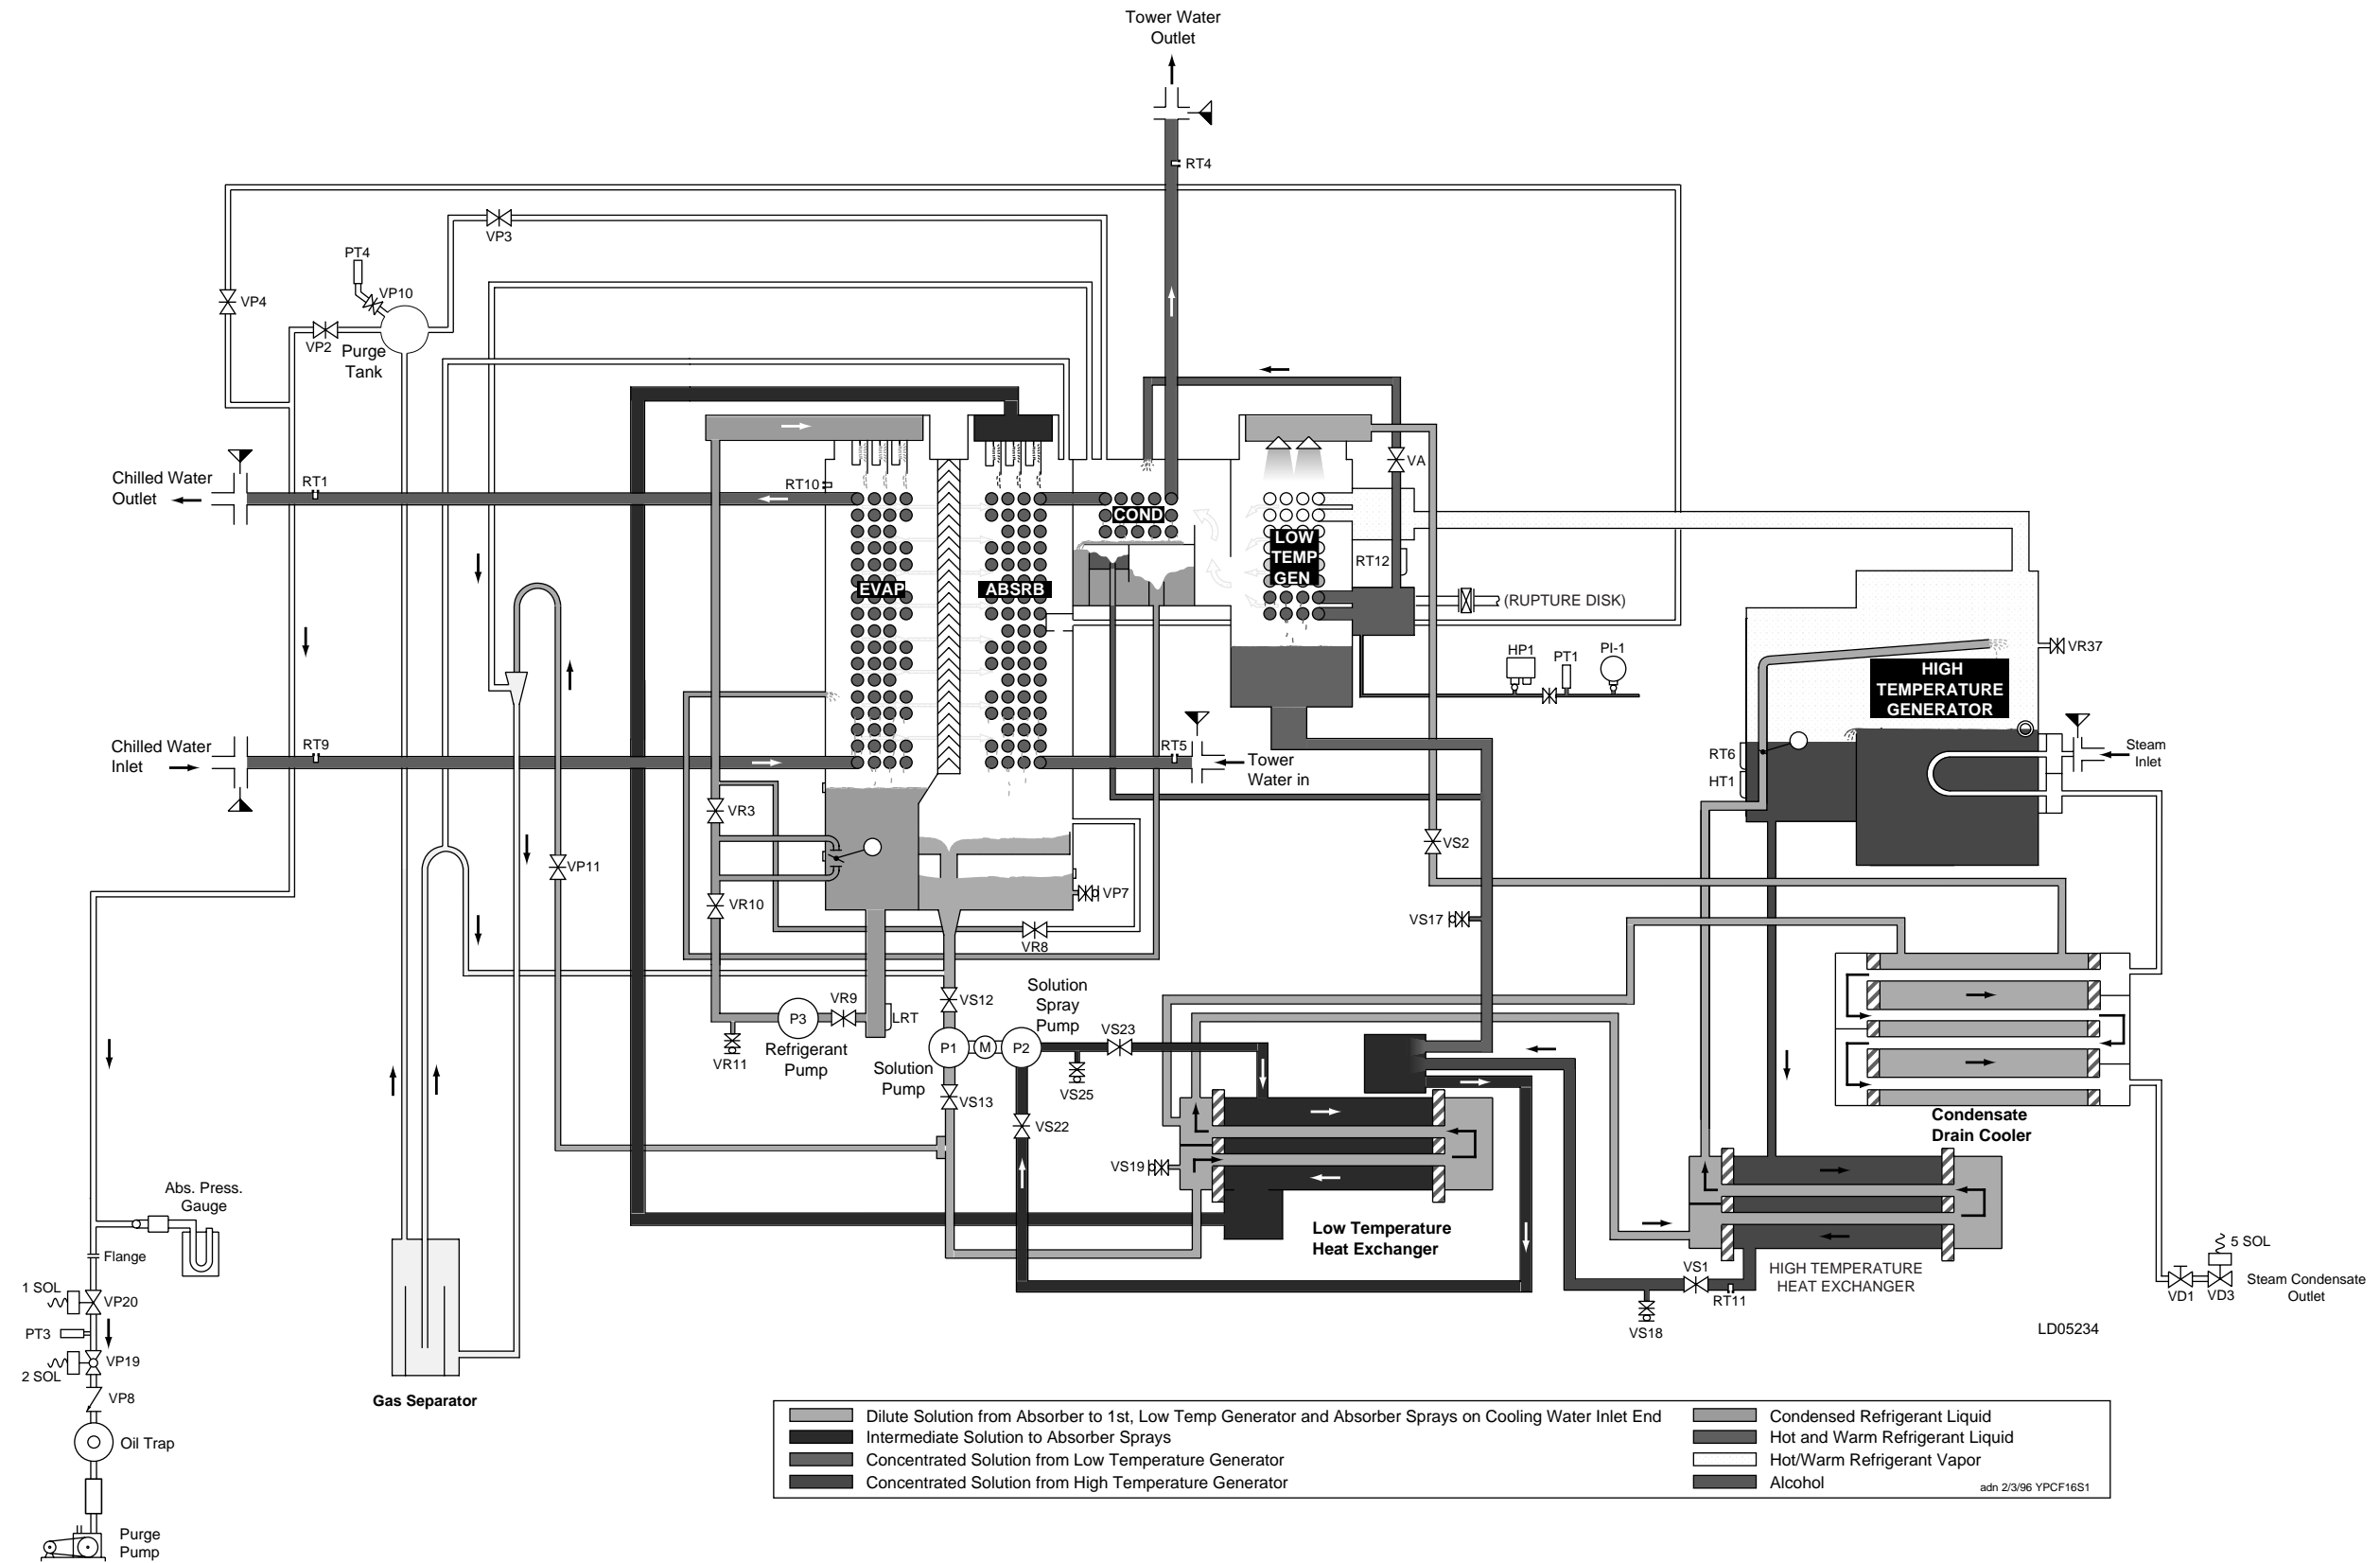 Tower Water
Outlet
RT4
VP3
PT4
VP10
VP4
VP2
Purge
Tank
Chilled Water
Outlet
RT1
RT10
VA
COND
LOW
TEMP
GEN
RT12
EVAP
ABSRB
(RUPTURE DISK)
HP1
PT1
PI-1
VR37
HIGH
TEMPERATURE
GENERATOR
Chilled Water
Inlet
RT9
RT5
Tower
Water in
RT6
HT1
Steam
Inlet
VR3
VS2
VP11
VR10
VP7
VS17
VR8
VS12
Solution
Spray
Pump
VR9
LRT
P3
VS23
P1
M
P2
VR11
Refrigerant
Pump
Solution
Pump
VS25
VS13
VS22
Condensate
Drain Cooler
VS19
Abs. Press.
Gauge
Low Temperature
Heat Exchanger
Flange
5 SOL
VS1
HIGH TEMPERATURE
HEAT EXCHANGER
RT11
VD1
VD3
Steam Condensate
Outlet
1 SOL
VP20
PT3
VS18
LD05234
VP19
2 SOL
VP8
Gas Separator
Oil Trap
Dilute Solution from Absorber to 1st, Low Temp Generator and Absorber Sprays on Cooling Water Inlet End
Condensed Refrigerant Liquid
Intermediate Solution to Absorber Sprays
Hot and Warm Refrigerant Liquid
Concentrated Solution from Low Temperature Generator
Hot/Warm Refrigerant Vapor
Concentrated Solution from High Temperature Generator
Alcohol
adn 2/3/96 YPCF16S1
Purge
Pump